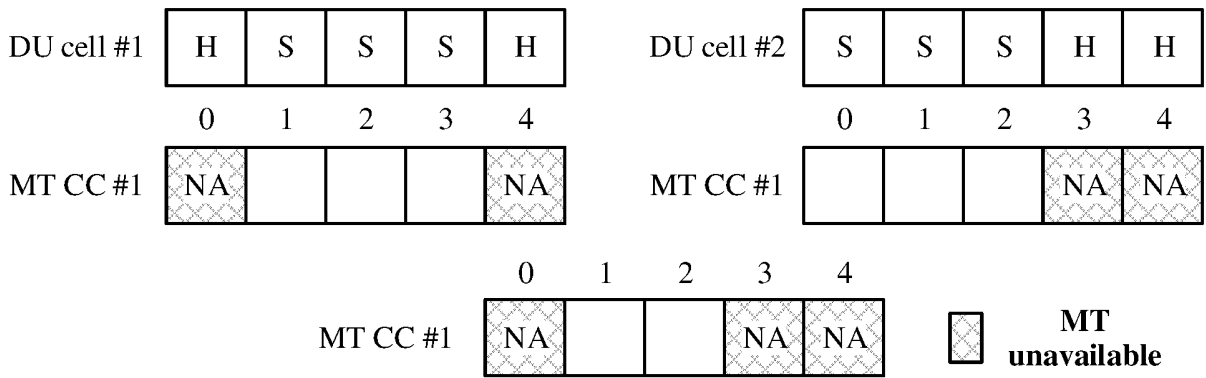 DU cell #1 H S S S H
DU cell #2 S S S H H
0 1 2 3 4
0 1 2 3 4
MT CC #1 NA NA
MT CC #1 NA NA
0 1 2 3 4
MT CC #1 NA NA NA
MT
unavailable